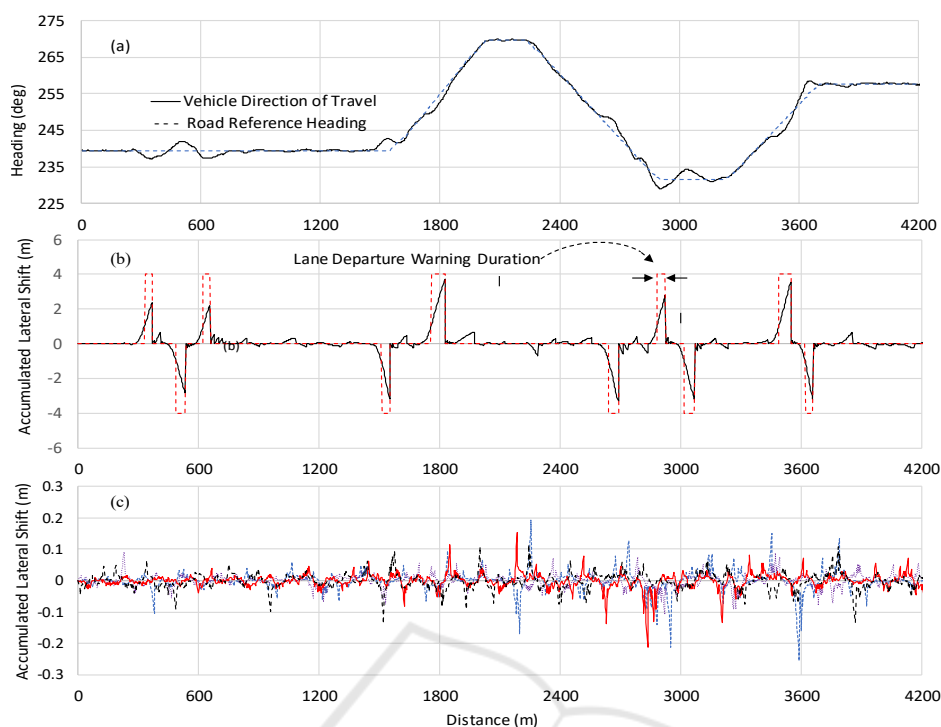 275
(a)
265
255
Vehicle Direction of Travel
Road Reference Heading
245
235
225
Heading (deg)
0 600 1200 1800 2400 3000 3600 4200
6
(b)
Lane Departure Warning Duration
4
2
0
(b)
-2
-4
-6
Accumulated Lateral Shift (m)
0 600 1200 1800 2400 3000 3600 4200
0.3
(c)
0.2
0.1
0
-0.1
-0.2
-0.3
Accumulated Lateral Shift (m)
0 600 1200 1800 2400 3000 3600 4200
Distance (m)